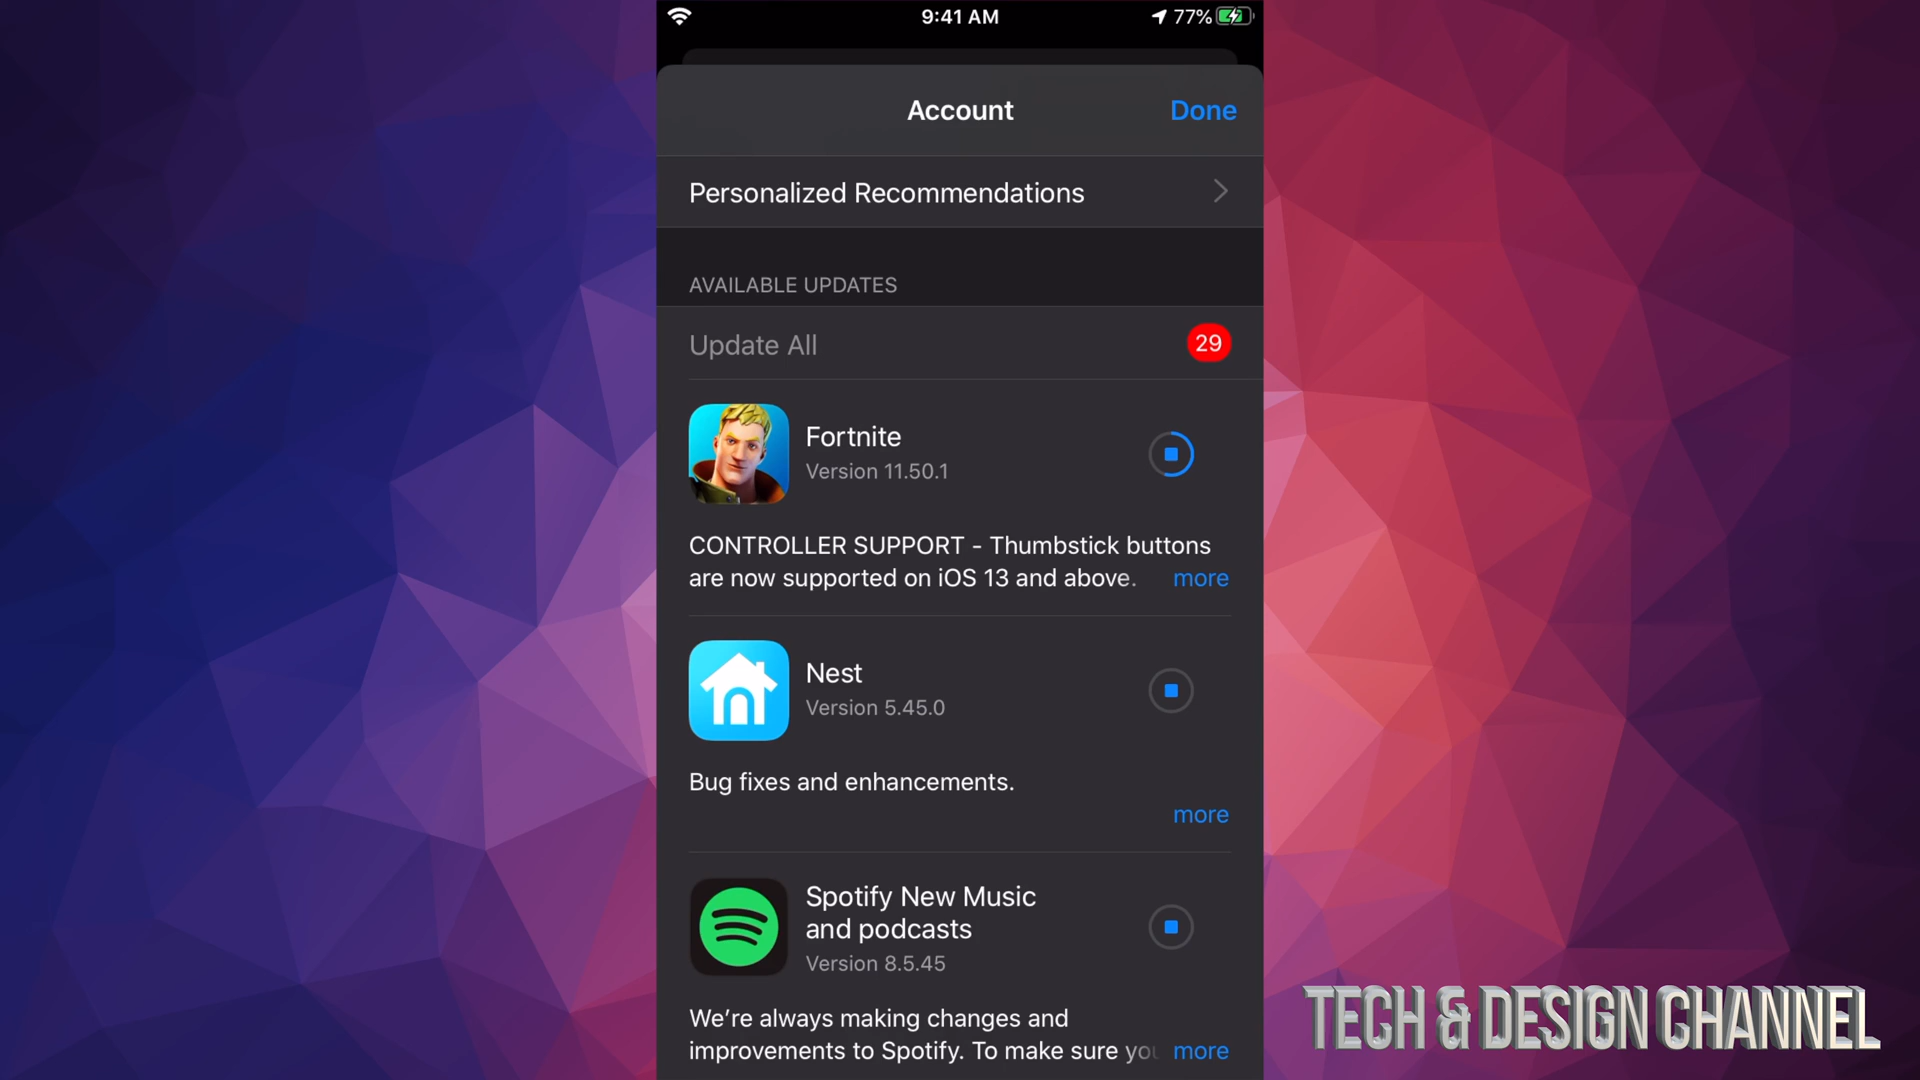 9:41 AM
77%
Account
Done
Personalized Recommendations
AVAILABLE UPDATES
Update All
29
Fortnite
Version 11.50.1
CONTROLLER SUPPORT - Thumbstick buttons
are now supported on iOS 13 and above. more
Nest
Version 5.45.0
Bug fixes and enhancements.
more
Spotify New Music
and podcasts
Version 8.5.45
We’re always making changes and
improvements to Spotify. To make sure you more
TECH & DESIGN CHANNEL